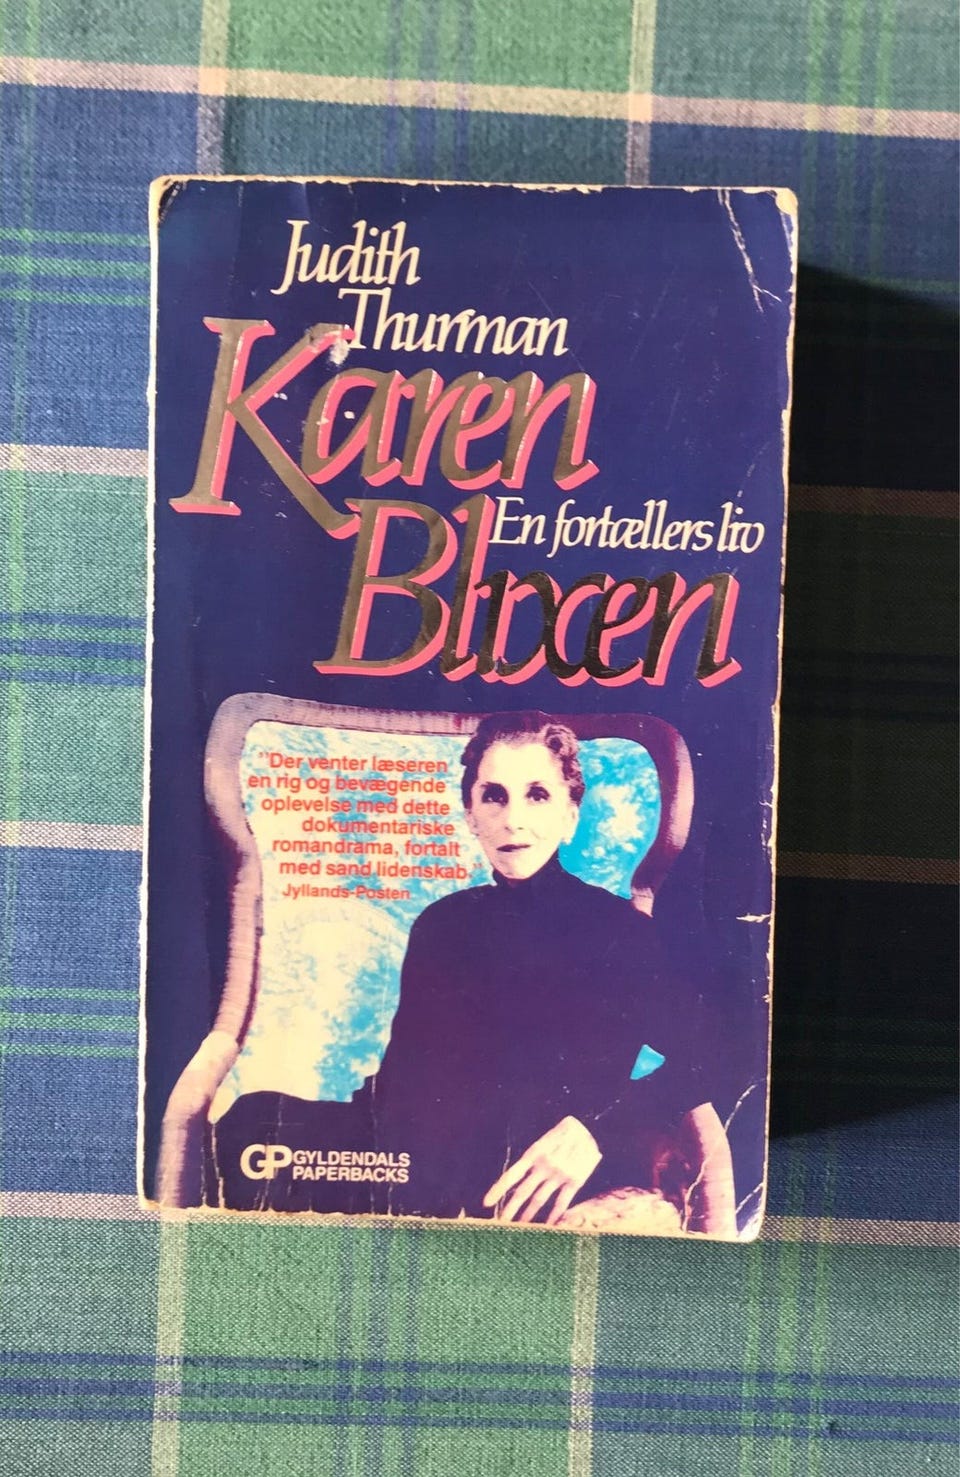 Judith
Thurman
Karen
En fortællers liv
Blixen
"Der venter læseren
en rig og bevægende
oplevelse med dette
dokumentariske
romandrama, fortalt
med sand lidenskab."
Jyllands-Posten
GP GYLDENDALS
PAPERBACKS